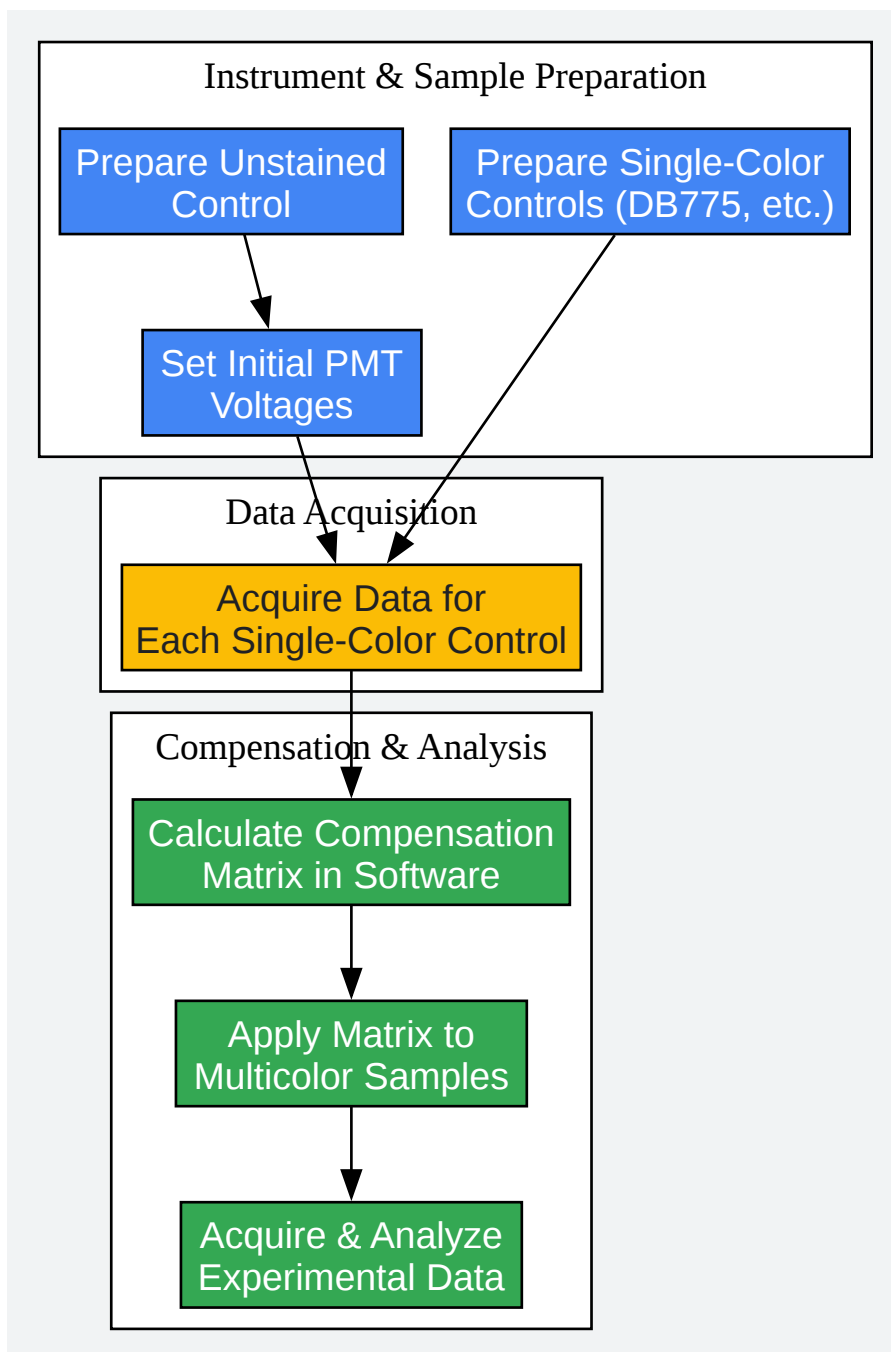 Instrument & Sample Preparation
Prepare Unstained
Control
Prepare Single-Color
Controls (DB775, etc.)
Set Initial PMT
Voltages
Data Acquisition
Acquire Data for
Each Single-Color Control
Compensation & Analysis
Calculate Compensation
Matrix in Software
Apply Matrix to
Multicolor Samples
Acquire & Analyze
Experimental Data